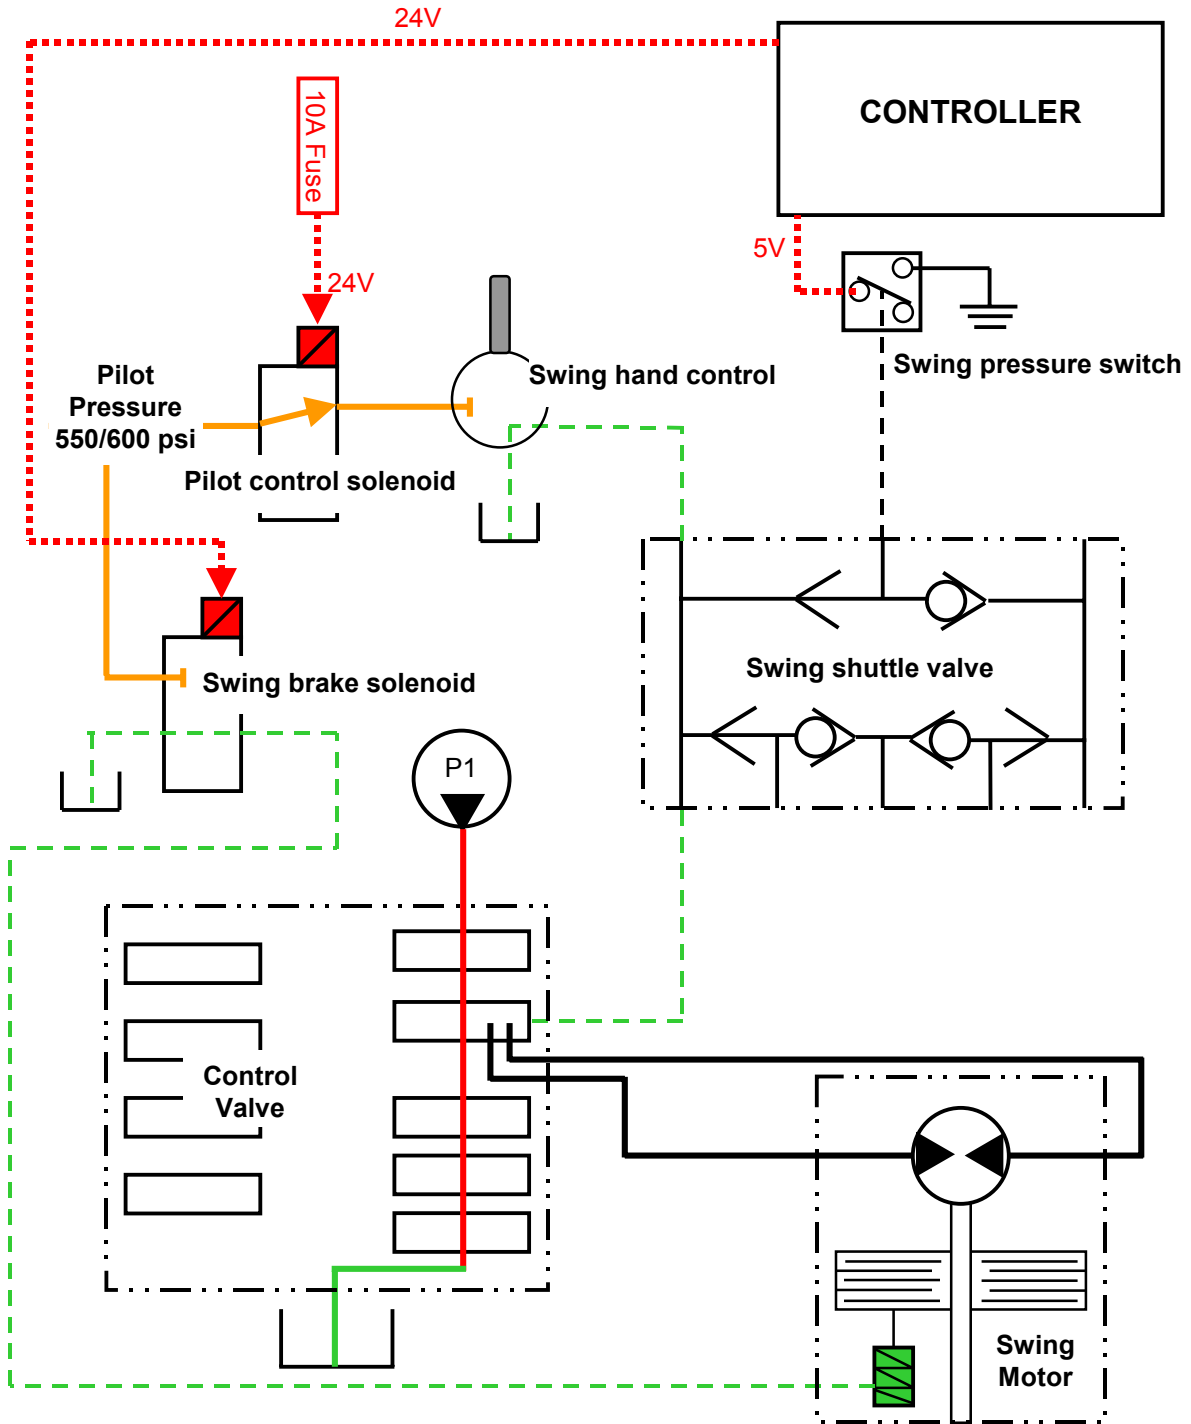 24V
CONTROLLER
10A Fuse
5V
24V
Swing pressure switch
Swing hand control
Pilot
Pressure
550/600 psi
Pilot control solenoid
Swing shuttle valve
Swing brake solenoid
P1
Control
Valve
Swing
Motor